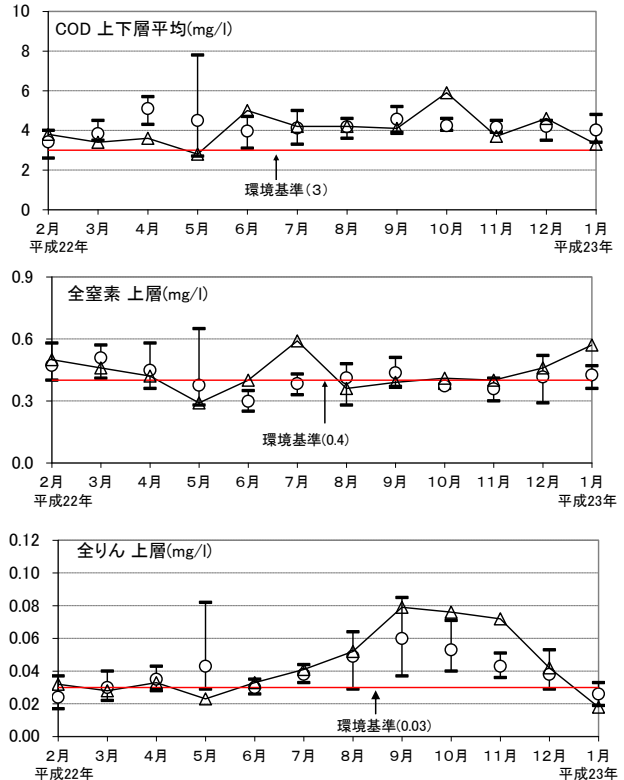 COD 上下層平均(mg/l)
10
8
6
4
2
0
環境基準(3)
2月 3月 4月 5月 6月 7月 8月 9月 10月 11月 12月 1月
平成22年 平成23年
全窒素 上層(mg/l)
0.9
0.6
0.3
0.0
環境基準(0.4)
2月 3月 4月 5月 6月 7月 8月 9月 10月 11月 12月 1月
平成22年 平成23年
全りん 上層(mg/l)
0.12
0.10
0.08
0.06
0.04
0.02
0.00
環境基準(0.03)
2月 3月 4月 5月 6月 7月 8月 9月 10月 11月 12月 1月
平成22年 平成23年